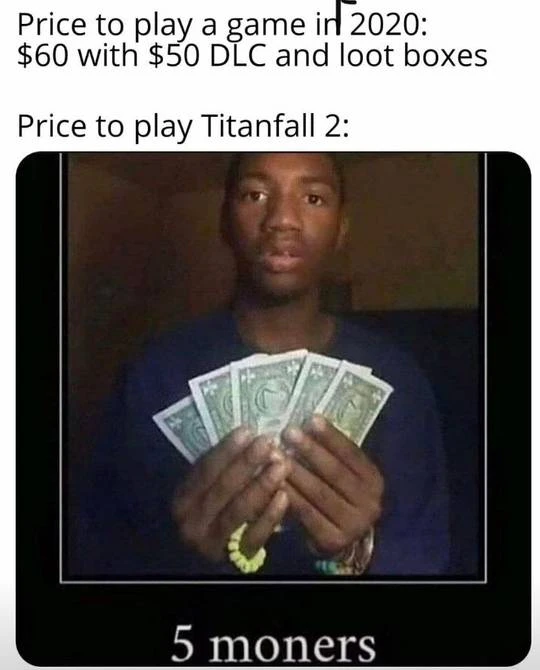 Price to play a game in 2020:
$60 with $50 DLC and loot boxes
Price to play Titanfall 2:
5 moners